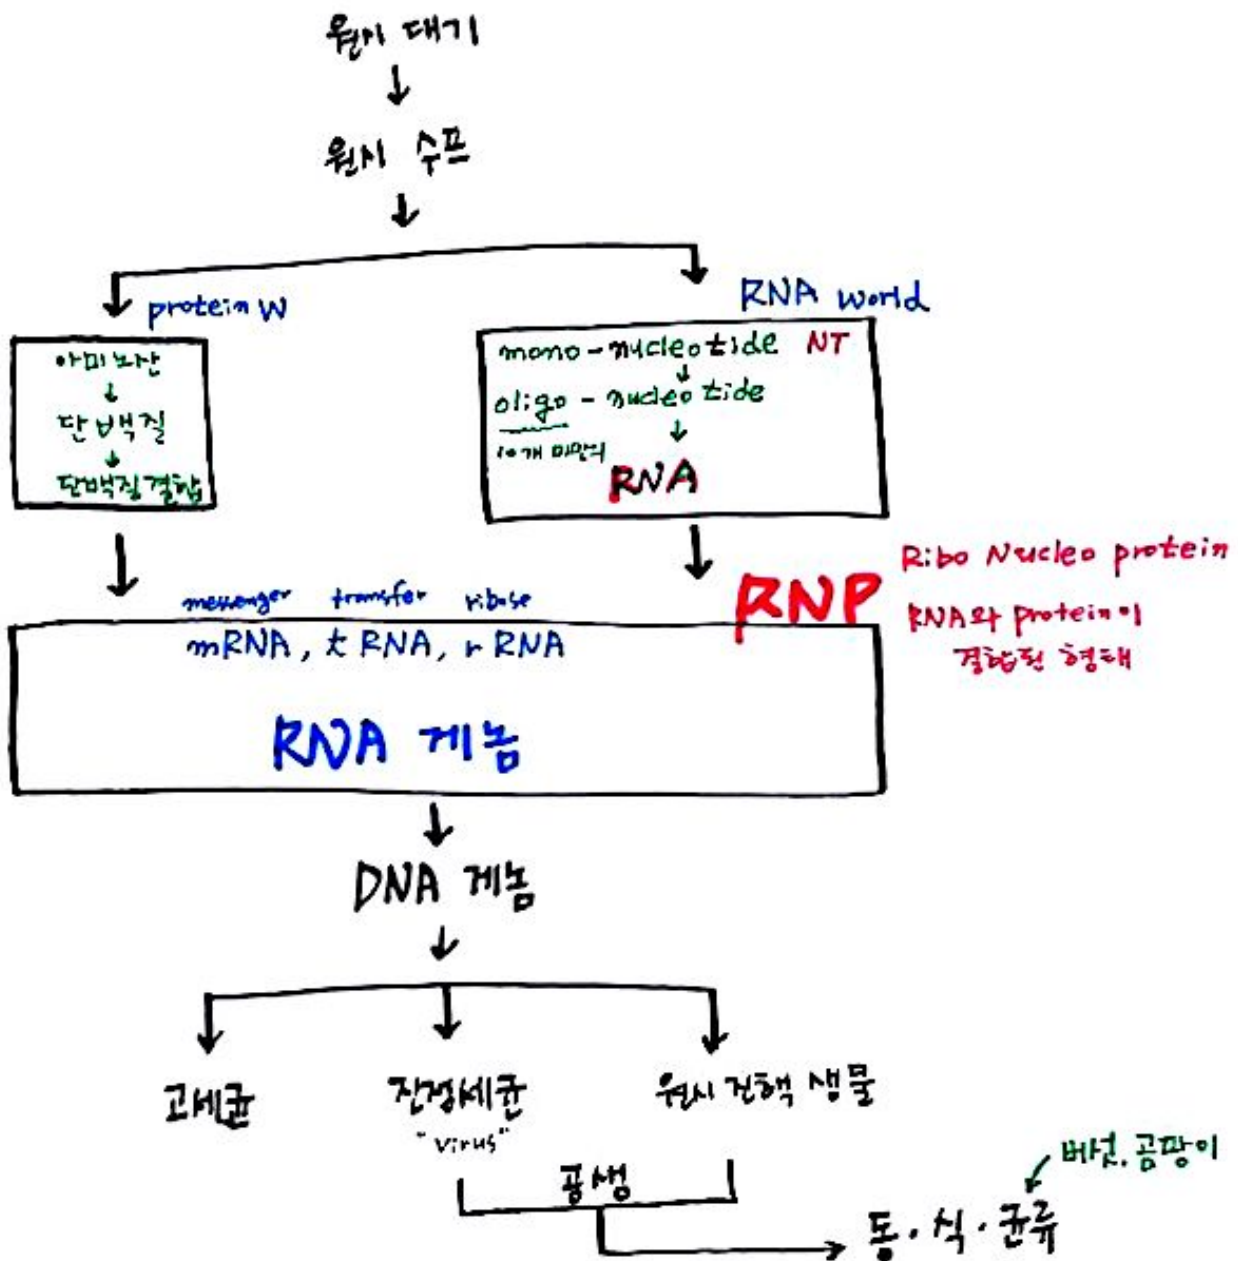 원시 대기
원시 수프
protein W
RNA world
아미노산
단백질
단백질결합
mono-nucleotide NT
oligo-nucleotide
10개 미만의
RNA
RNP
Ribo Nucleo protein
RNA와 protein이
결합된 형태
messenger transfer ribose
mRNA, tRNA, rRNA
RNA 게놈
DNA 게놈
고세균
진정세균
"virus"
원시 진핵 생물
공생
버섯, 곰팡이
동·식·균류